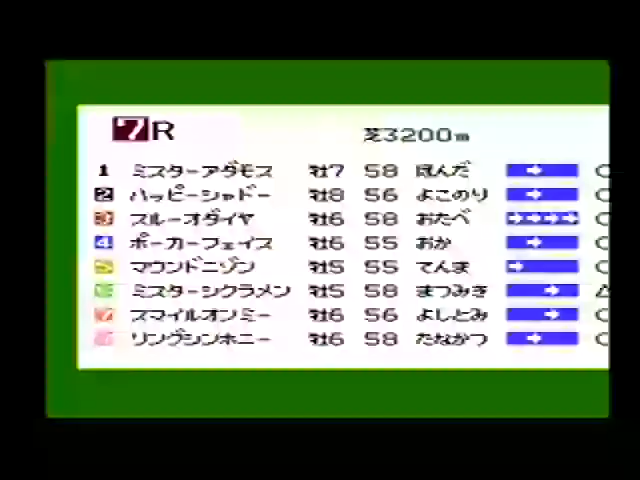 7R 芝3200m
1 ミスターアダモス 牡7 58 ほんだ → ○
2 ハッピーシャドー 牡8 56 よこのり → ○
3 ブルーオダイヤ 牡6 58 おたべ →→→→ ○
4 ポーカーフェイス 牡6 55 おか → ○
5 マウンドニゾン 牡5 55 てんま → ○
6 ミスターシクラメン 牡5 58 まつみき → △
7 スマイルオンミー 牡6 56 よしとみ → ○
8 リングシンホニー 牡6 58 たなかつ → ○